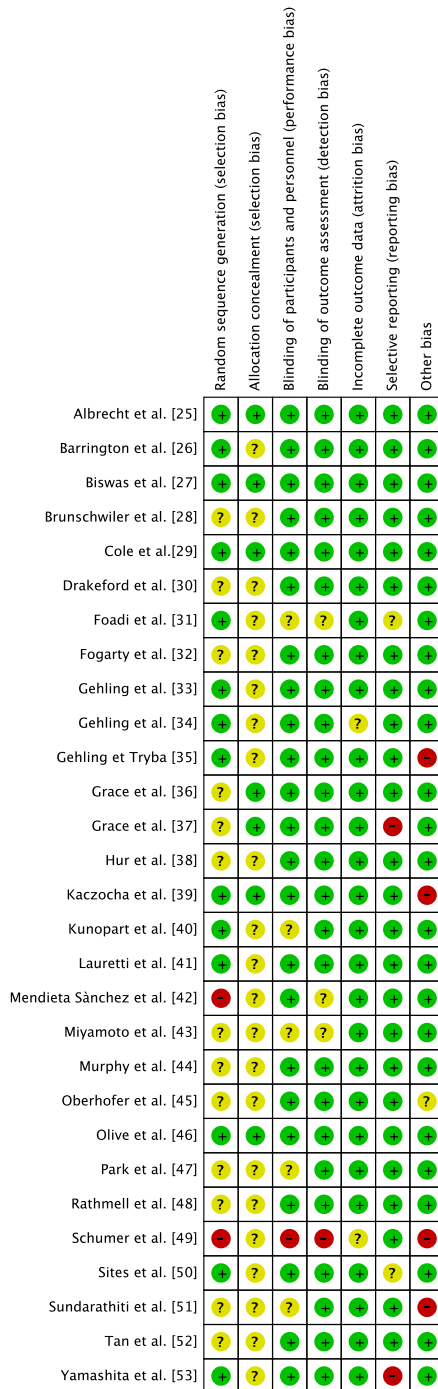 Random sequence generation (selection bias)
Allocation concealment (selection bias)
Blinding of participants and personnel (performance bias)
Blinding of outcome assessment (detection bias)
Incomplete outcome data (attrition bias)
Selective reporting (reporting bias)
Other bias
Albrecht et al. [25] + + + + + + +
Barrington et al. [26] + ? + + + + +
Biswas et al. [27] + + + + + + +
Brunschwiler et al. [28] ? ? + + + + +
Cole et al.[29] + + + + + + +
Drakeford et al. [30] ? ? + + + + +
Foadi et al. [31] + ? ? ? + ? +
Fogarty et al. [32] ? ? + + + + +
Gehling et al. [33] + ? + + + + +
Gehling et al. [34] + ? + + ? + +
Gehling et Tryba [35] + ? + + + + -
Grace et al. [36] ? + + + + + +
Grace et al. [37] ? + + + + - +
Hur et al. [38] ? ? + + + + +
Kaczocha et al. [39] + + + + + + -
Kunopart et al. [40] + ? ? + + + +
Lauretti et al. [41] + ? + + + + +
Mendieta Sànchez et al. [42] - ? + ? + + +
Miyamoto et al. [43] ? ? ? ? + + +
Murphy et al. [44] ? ? + + + + +
Oberhofer et al. [45] ? ? + + + + ?
Olive et al. [46] + + + + + + +
Park et al. [47] ? ? ? + + + +
Rathmell et al. [48] ? ? + + + + +
Schumer et al. [49] - ? - - ? + -
Sites et al. [50] + ? + + + ? +
Sundarathiti et al. [51] ? ? ? + + + -
Tan et al. [52] ? ? + + + + +
Yamashita et al. [53] + ? + + + - +